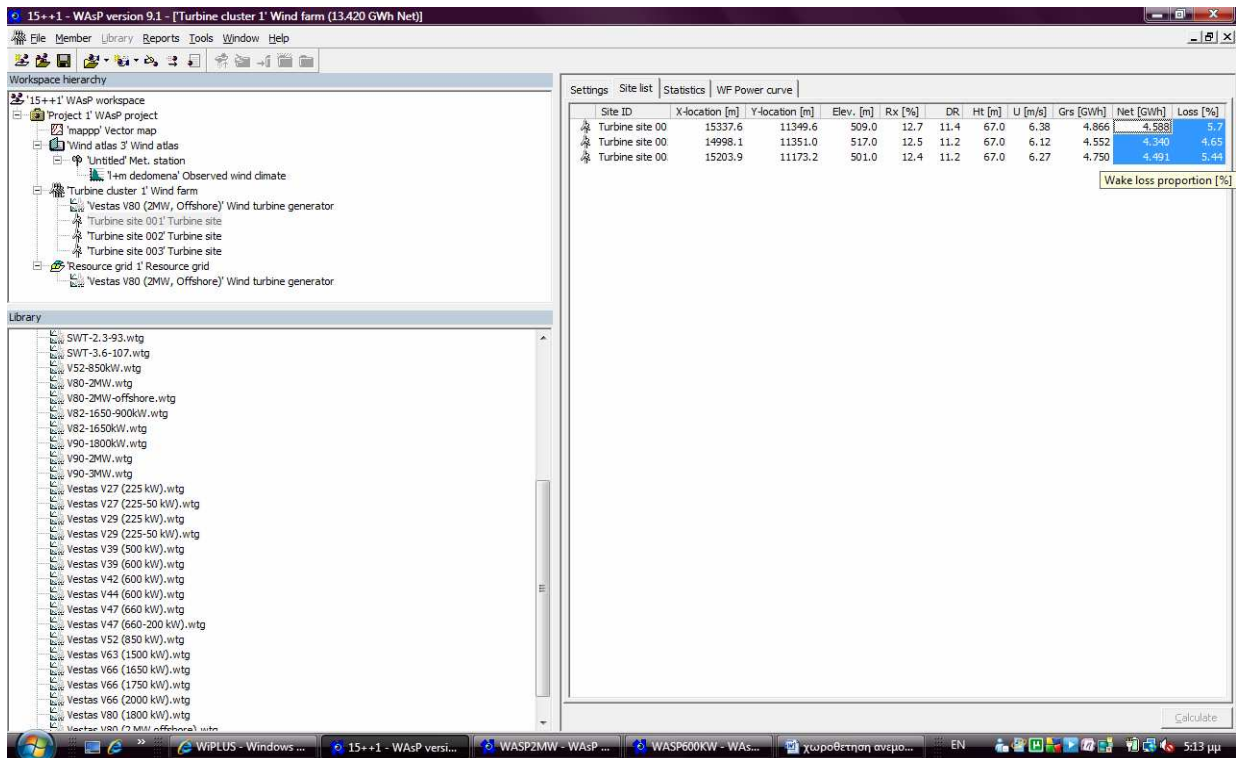 15++1 - WAsP version 9.1 - ['Turbine cluster 1' Wind farm (13.420 GWh Net)]
File Member Library Reports Tools Window Help
Workspace hierarchy
'15++1' WAsP workspace
'Project 1' WAsP project
'mappp' Vector map
'Wind atlas 3' Wind atlas
'Untitled' Met. station
'1+m dedomena' Observed wind climate
'Turbine cluster 1' Wind farm
'Vestas V80 (2MW, Offshore)' Wind turbine generator
'Turbine site 001' Turbine site
'Turbine site 002' Turbine site
'Turbine site 003' Turbine site
'Resource grid 1' Resource grid
'Vestas V80 (2MW, Offshore)' Wind turbine generator
Library
SWT-2.3-93.wtg
SWT-3.6-107.wtg
V52-850kW.wtg
V80-2MW.wtg
V80-2MW-offshore.wtg
V82-1650-900kW.wtg
V82-1650kW.wtg
V90-1800kW.wtg
V90-2MW.wtg
V90-3MW.wtg
Vestas V27 (225 kW).wtg
Vestas V27 (225-50 kW).wtg
Vestas V29 (225 kW).wtg
Vestas V29 (225-50 kW).wtg
Vestas V39 (500 kW).wtg
Vestas V39 (600 kW).wtg
Vestas V42 (600 kW).wtg
Vestas V44 (600 kW).wtg
Vestas V47 (660 kW).wtg
Vestas V47 (660-200 kW).wtg
Vestas V52 (850 kW).wtg
Vestas V63 (1500 kW).wtg
Vestas V66 (1650 kW).wtg
Vestas V66 (1750 kW).wtg
Vestas V66 (2000 kW).wtg
Vestas V80 (1800 kW).wtg
Vestas V80 (2 MW offshore).wtg
Settings Site list Statistics WF Power curve
Site ID X-location [m] Y-location [m] Elev. [m] Rx [%] DR Ht [m] U [m/s] Grs [GWh] Net [GWh] Loss [%]
Turbine site 00 15337.6 11349.6 509.0 12.7 11.4 67.0 6.38 4.866 4.588 5.7
Turbine site 00 14998.1 11351.0 517.0 12.5 11.2 67.0 6.12 4.552 4.340 4.65
Turbine site 00 15203.9 11173.2 501.0 12.4 11.2 67.0 6.27 4.750 4.491 5.44
Wake loss proportion [%]
Calculate
WiPLUS - Windows ... 15++1 - WAsP versi... WASP2MW - WAsP ... WASP600KW - WAs... χωροθετηση ανεμο... EN 5:13 μμ